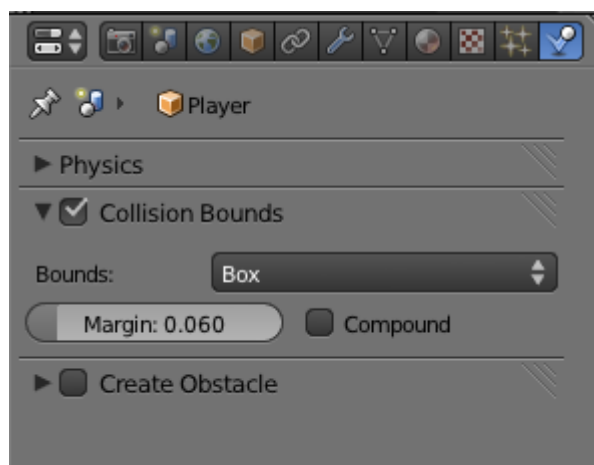 Player
Physics
Collision Bounds
Bounds: Box
Margin: 0.060 Compound
Create Obstacle